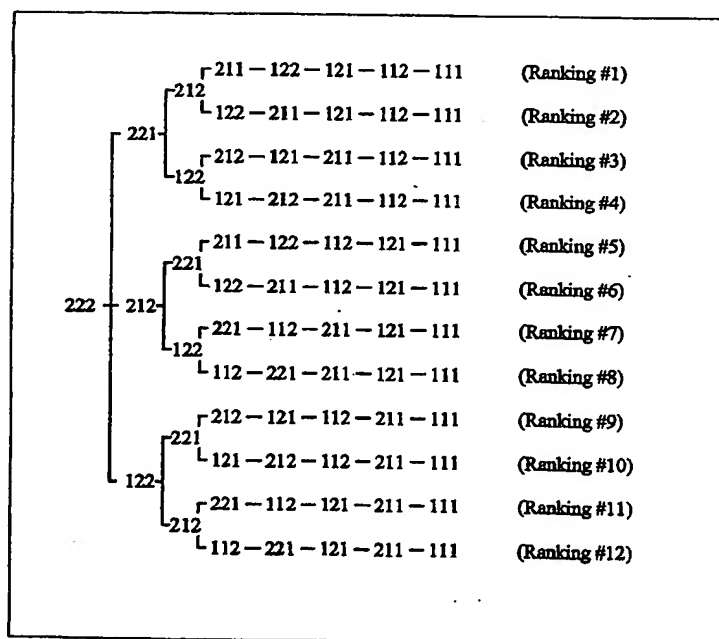 211 — 122 — 121 — 112 — 111 (Ranking #1)
212
122 — 211 — 121 — 112 — 111 (Ranking #2)
221
212 — 121 — 211 — 112 — 111 (Ranking #3)
122
121 — 212 — 211 — 112 — 111 (Ranking #4)
211 — 122 — 112 — 121 — 111 (Ranking #5)
221
122 — 211 — 112 — 121 — 111 (Ranking #6)
222 212
221 — 112 — 211 — 121 — 111 (Ranking #7)
122
112 — 221 — 211 — 121 — 111 (Ranking #8)
212 — 121 — 112 — 211 — 111 (Ranking #9)
221
121 — 212 — 112 — 211 — 111 (Ranking #10)
122
221 — 112 — 121 — 211 — 111 (Ranking #11)
212
112 — 221 — 121 — 211 — 111 (Ranking #12)